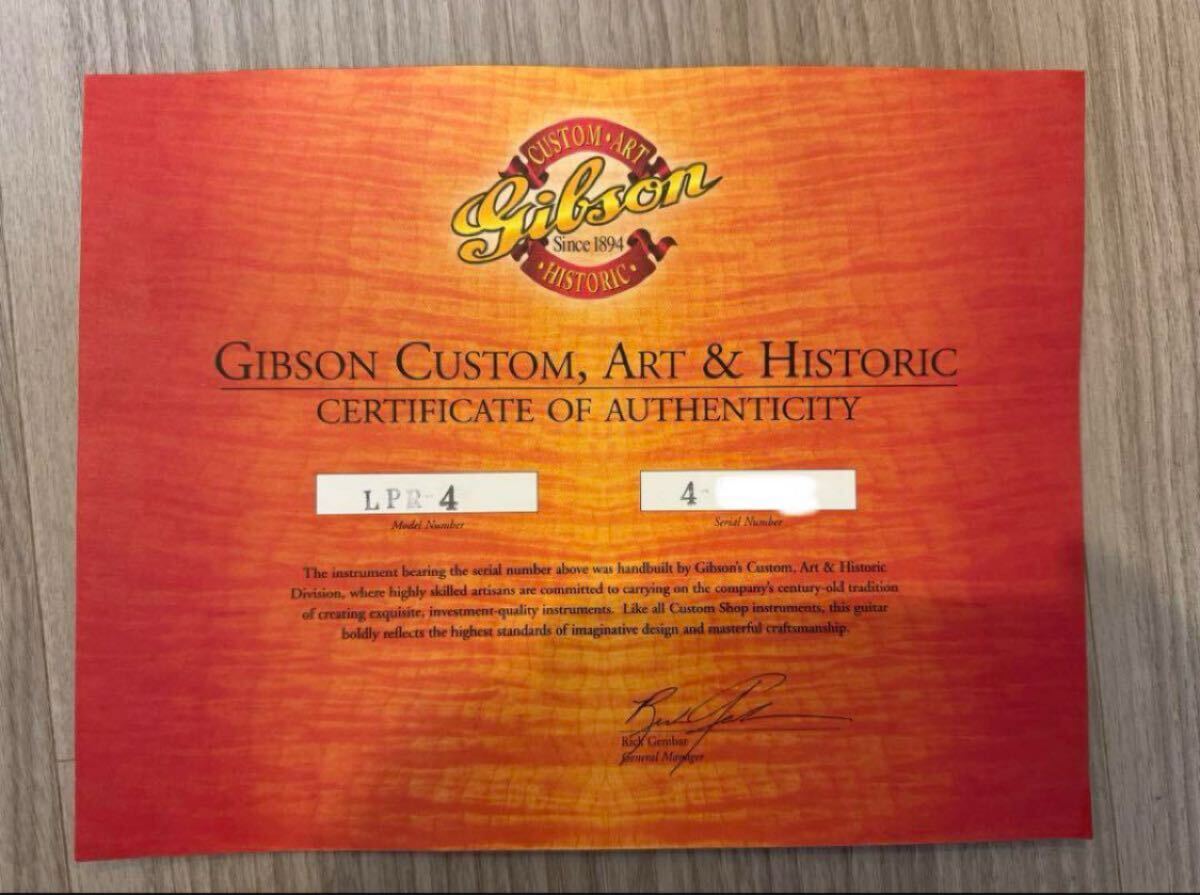 CUSTOM • ART
Gibson
Since 1894
• HISTORIC •
GIBSON CUSTOM, ART & HISTORIC
CERTIFICATE OF AUTHENTICITY
LPR-4
4-
Model Number
Serial Number
The instrument bearing the serial number above was handbuilt by Gibson's Custom, Art & Historic
Division, where highly skilled artisans are committed to carrying on the company's century-old tradition
of creating exquisite, investment-quality instruments. Like all Custom Shop instruments, this guitar
boldly reflects the highest standards of imaginative design and masterful craftsmanship.
Rick Gembar
General Manager